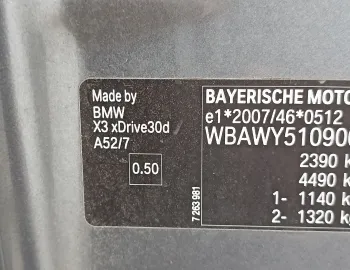 Made by
BMW
X3 xDrive30d
A52/7
0.50
7 263 981
BAYERISCHE MOTO
e1*2007/46*0512
WBAWY510900
2390 k
4490 k
1- 1140 k
2- 1320 k